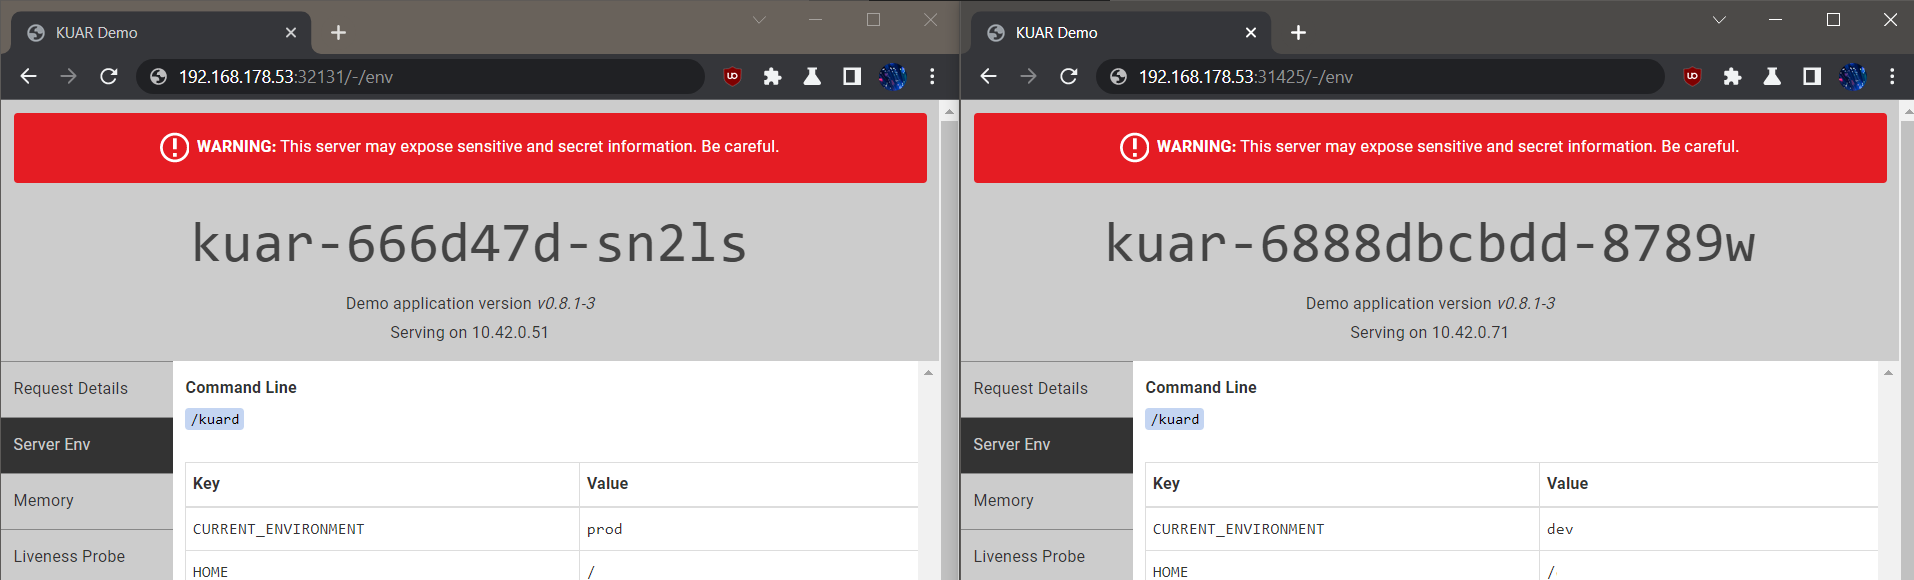 KUAR Demo
192.168.178.53:32131/-/env
WARNING: This server may expose sensitive and secret information. Be careful.
kuar-666d47d-sn2ls
Demo application version v0.8.1-3
Serving on 10.42.0.51
Request Details
Server Env
Memory
Liveness Probe
Command Line
/kuard
Key Value
CURRENT_ENVIRONMENT prod
HOME /
KUAR Demo
192.168.178.53:31425/-/env
WARNING: This server may expose sensitive and secret information. Be careful.
kuar-6888dbcbdd-8789w
Demo application version v0.8.1-3
Serving on 10.42.0.71
Request Details
Server Env
Memory
Liveness Probe
Command Line
/kuard
Key Value
CURRENT_ENVIRONMENT dev
HOME /